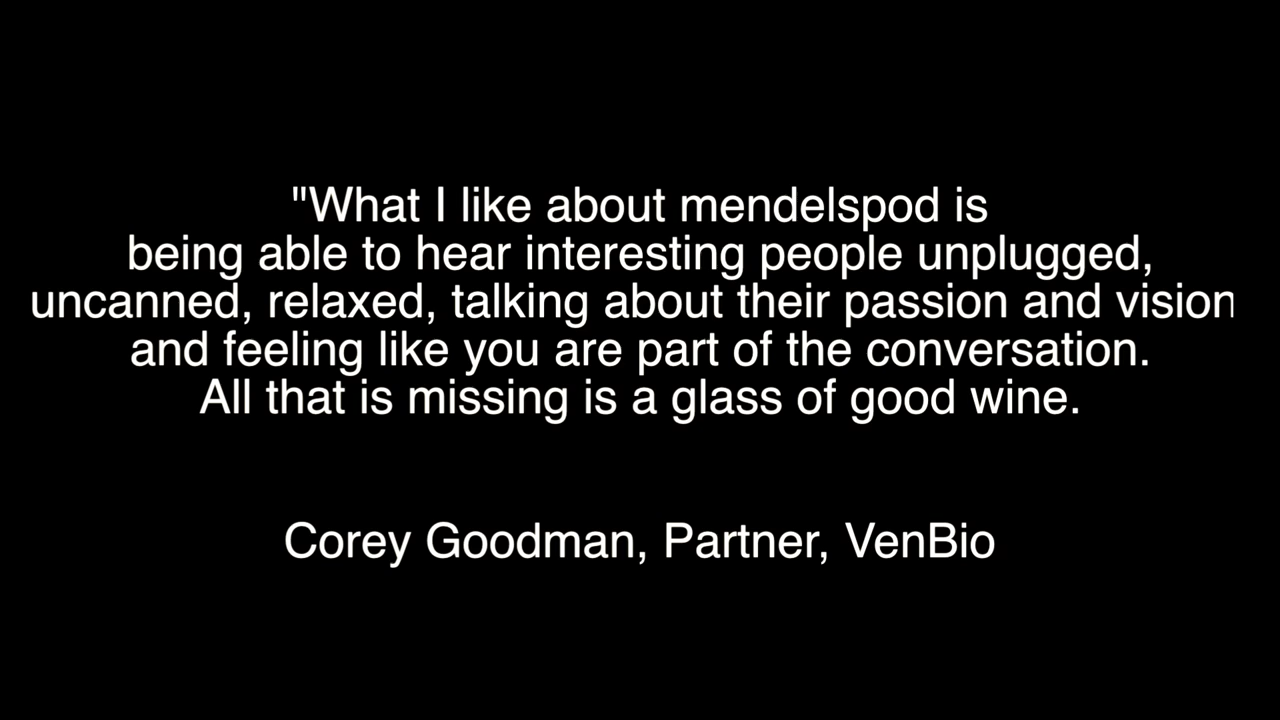 "What I like about mendelspod is
being able to hear interesting people unplugged,
uncanned, relaxed, talking about their passion and vision
and feeling like you are part of the conversation.
All that is missing is a glass of good wine.
Corey Goodman, Partner, VenBio